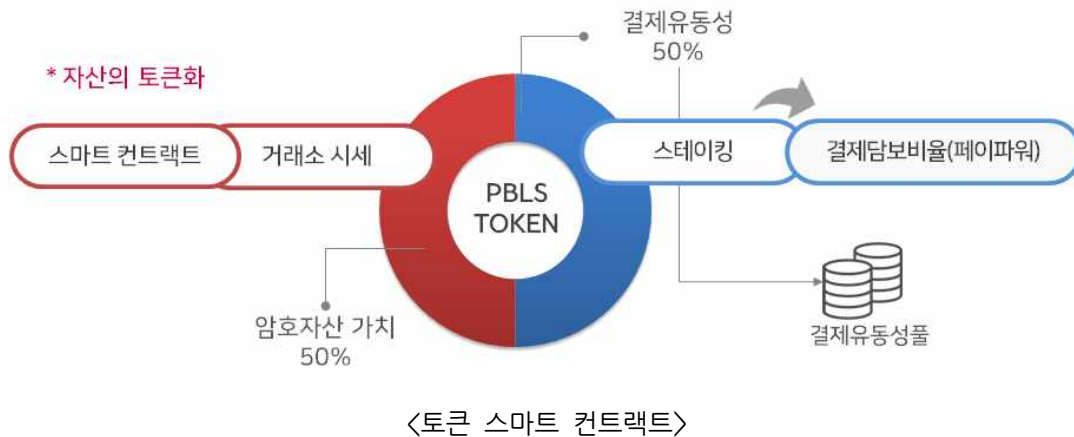 결제유동성
50%
* 자산의 토큰화
스마트 컨트랙트
거래소 시세
스테이킹
결제담보비율(페이파워)
PBLS
TOKEN
암호자산 가치
50%
결제유동성풀
<토큰 스마트 컨트랙트>